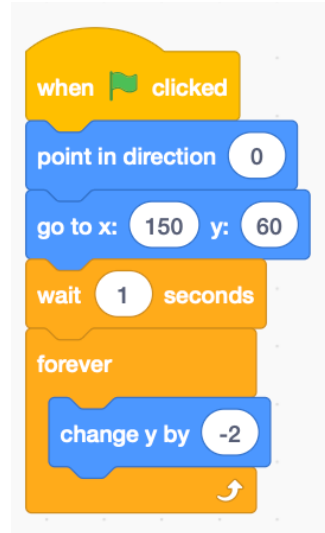 when clicked
point in direction 0
go to x: 150 y: 60
wait 1 seconds
forever
change y by -2